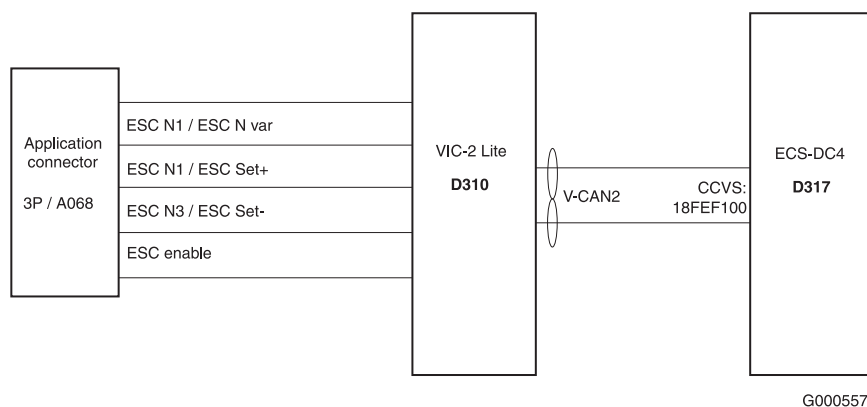 Application
connector
3P / A068
ESC N1 / ESC N var
ESC N1 / ESC Set+
ESC N3 / ESC Set-
ESC enable
VIC-2 Lite
D310
V-CAN2
CCVS:
18FEF100
ECS-DC4
D317
G000557